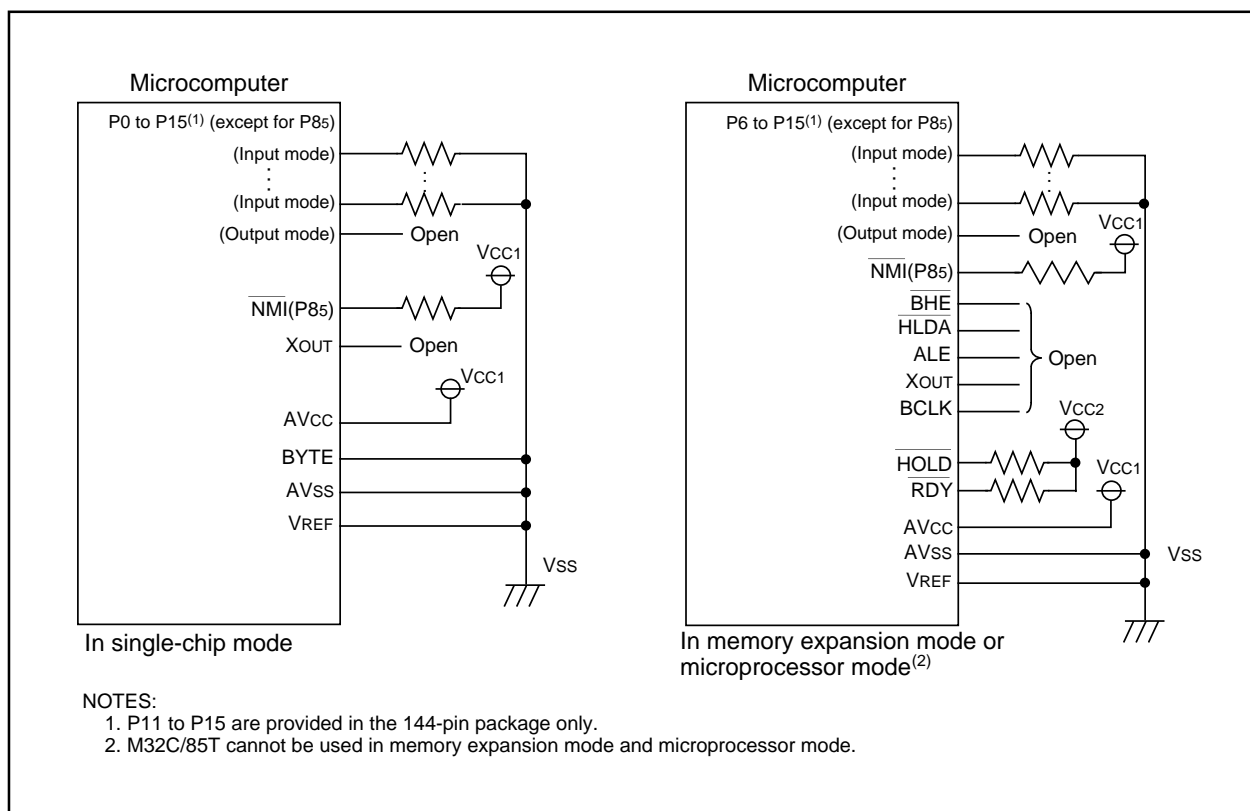 Microcomputer
P0 to P15(1) (except for P85)
(Input mode)
(Input mode)
(Output mode)
Open
VCC1
NMI(P85)
XOUT
Open
VCC1
AVCC
BYTE
AVSS
VREF
VSS
In single-chip mode
Microcomputer
P6 to P15(1) (except for P85)
(Input mode)
(Input mode)
(Output mode)
Open
VCC1
NMI(P85)
BHE
HLDA
ALE
XOUT
BCLK
Open
VCC2
HOLD
RDY
VCC1
AVCC
AVSS
VSS
VREF
In memory expansion mode or
microprocessor mode(2)
NOTES:
1. P11 to P15 are provided in the 144-pin package only.
2. M32C/85T cannot be used in memory expansion mode and microprocessor mode.